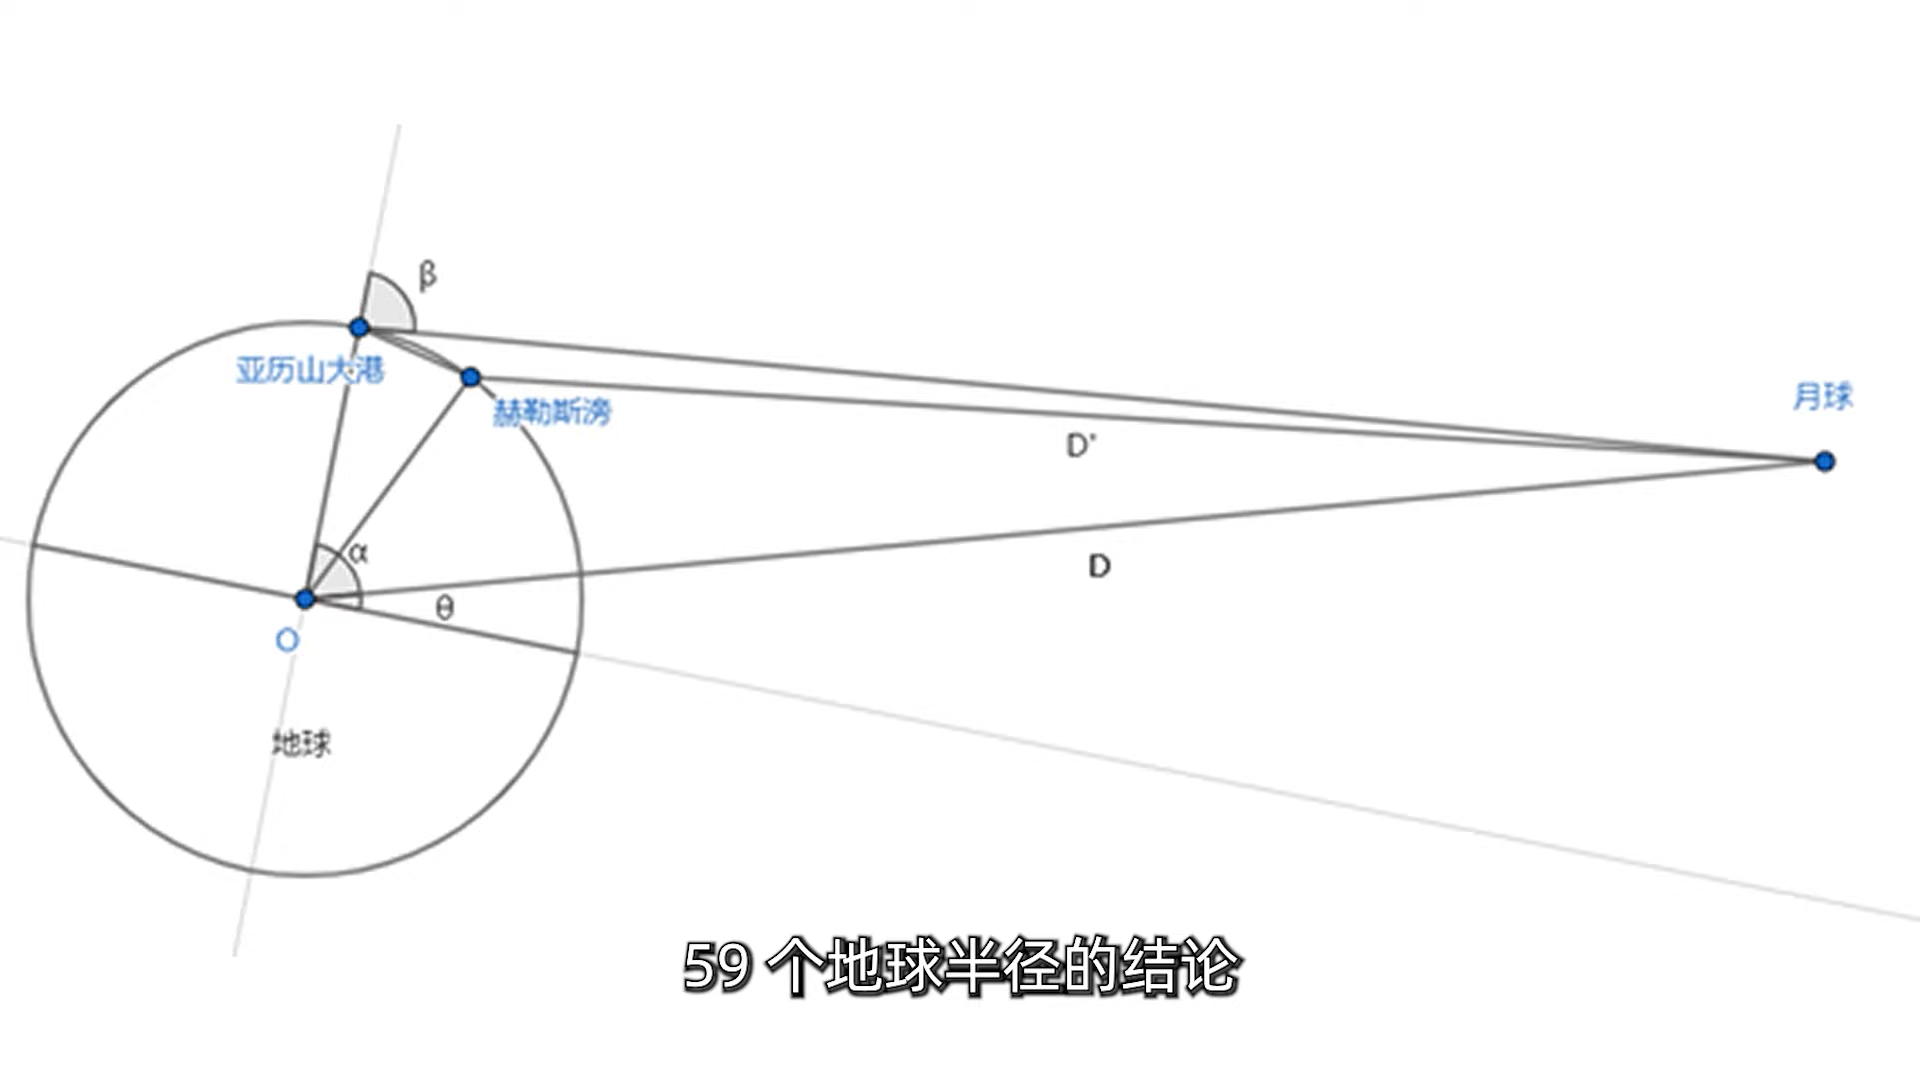 β
亚历山大港
赫勒斯滂
月球
D'
α
D
θ
O
地球
59 个地球半径的结论